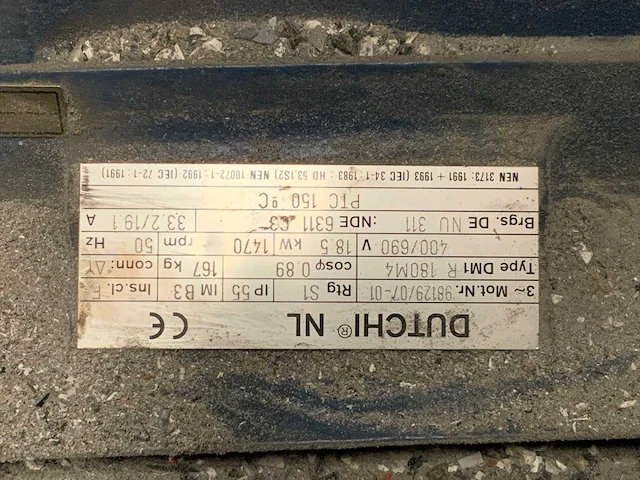 DUTCHI® NL CE
3~ Mot.Nr. 98129/07-01 Rtg S1 IP 55 IM B3 Ins.cl. F
Type DM1 R 180M4 cosφ 0.89 167 kg conn: ΔY
400/690 V 18.5 kW 1470 rpm 50 Hz
Brgs. DE NU 311 :NDE 6311 C3 33.2/19.1 A
PTC 150 ºC
NEN 3173: 1991 + 1993 (IEC 34-1:1983 : HD 53.1S2) NEN 10072-1:1992 (IEC 72-1-1991)